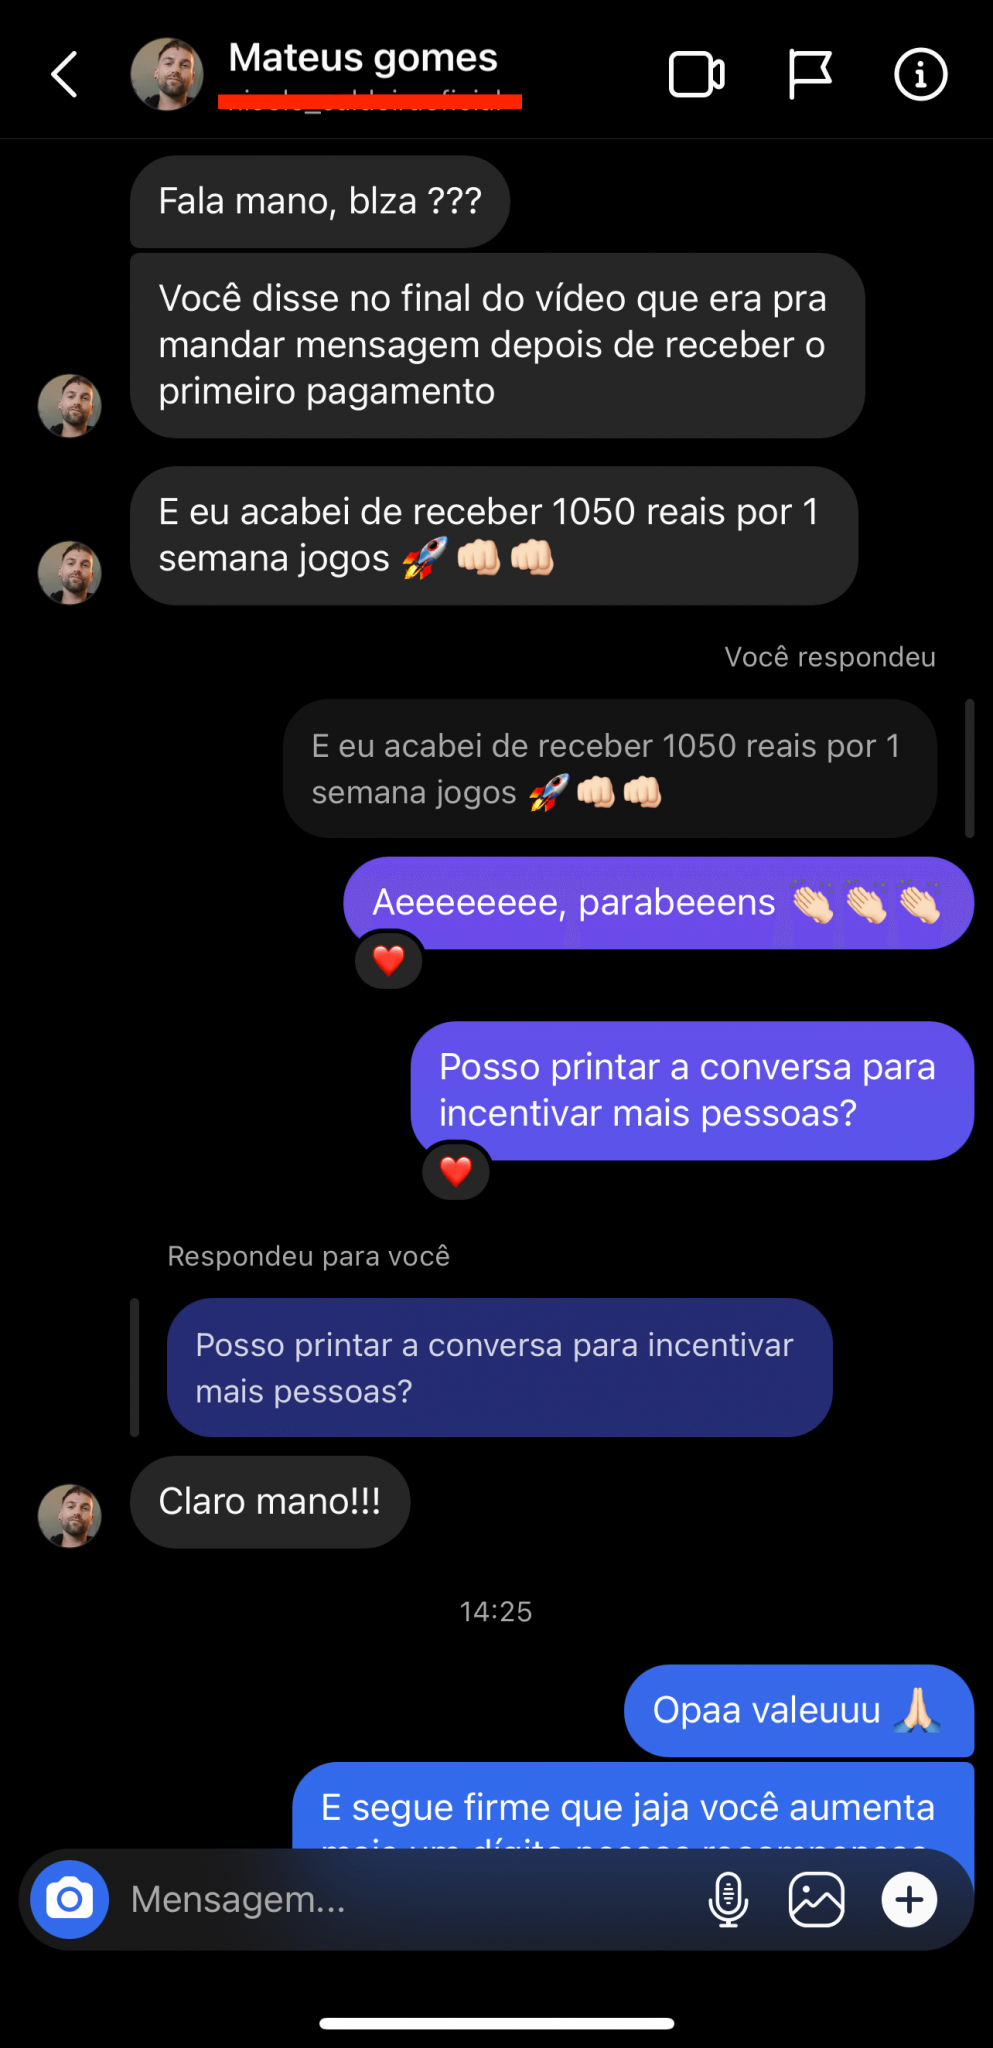 Mateus gomes
Fala mano, blza ???
Você disse no final do vídeo que era pra
mandar mensagem depois de receber o
primeiro pagamento
E eu acabei de receber 1050 reais por 1
semana jogos 🚀👊🏻👊🏻
Você respondeu
E eu acabei de receber 1050 reais por 1
semana jogos 🚀👊🏻👊🏻
Aeeeeeeee, parabeeens 👏🏻👏🏻👏🏻
Posso printar a conversa para
incentivar mais pessoas?
Respondeu para você
Posso printar a conversa para incentivar
mais pessoas?
Claro mano!!!
14:25
Opaa valeuuu 🙏🏻
E segue firme que jaja você aumenta
mais um dígito
Mensagem...